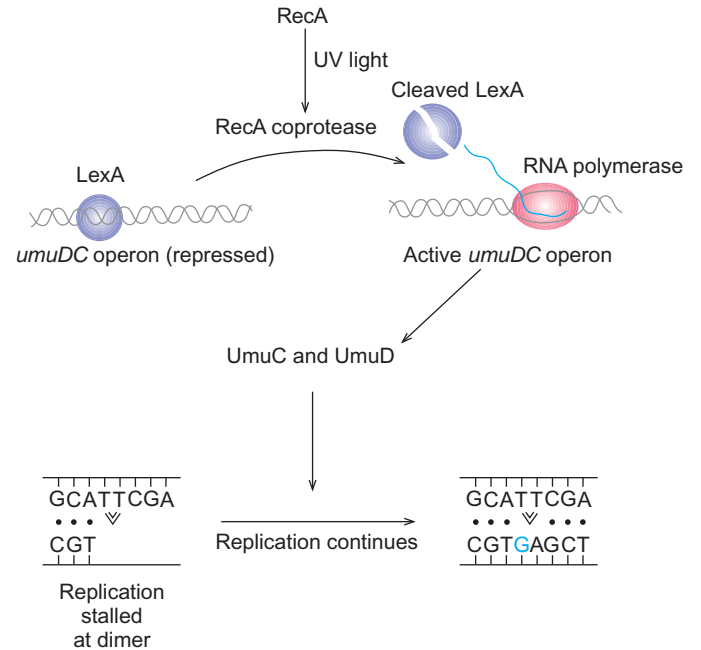 RecA
UV light
Cleaved LexA
RecA coprotease
LexA
RNA polymerase
umuDC operon (repressed)
Active umuDC operon
UmuC and UmuD
GCATTCGA
CGT
Replication
stalled
at dimer
Replication continues
GCATTCGA
CGTGAGCT